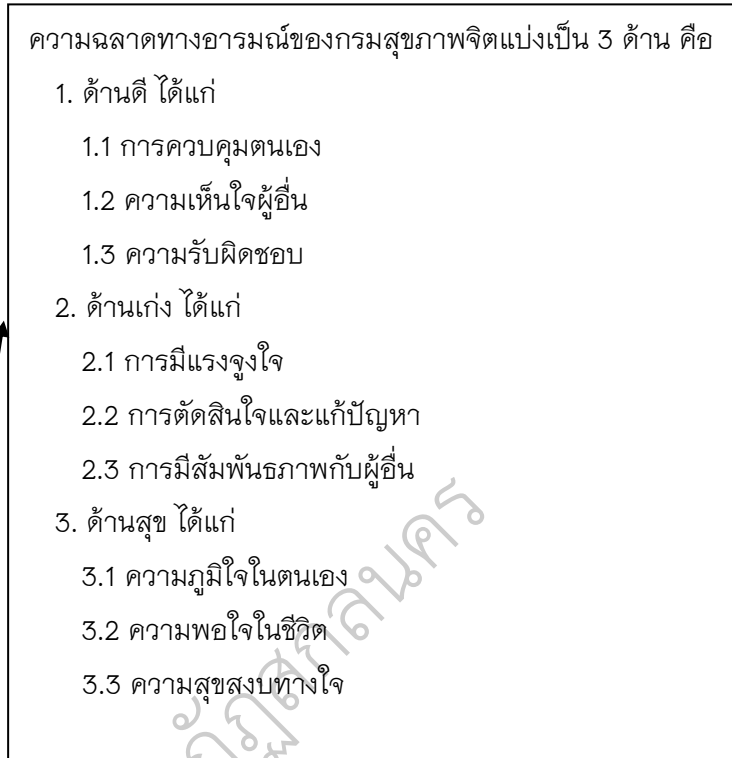 ความฉลาดทางอารมณ์ของกรมสุขภาพจิตแบ่งเป็น 3 ด้าน คือ
1. ด้านดี ได้แก่
1.1 การควบคุมตนเอง
1.2 ความเห็นใจผู้อื่น
1.3 ความรับผิดชอบ
2. ด้านเก่ง ได้แก่
2.1 การมีแรงจูงใจ
2.2 การตัดสินใจและแก้ปัญหา
2.3 การมีสัมพันธภาพกับผู้อื่น
3. ด้านสุข ได้แก่
3.1 ความภูมิใจในตนเอง
3.2 ความพอใจในชีวิต
3.3 ความสุขสงบทางใจ